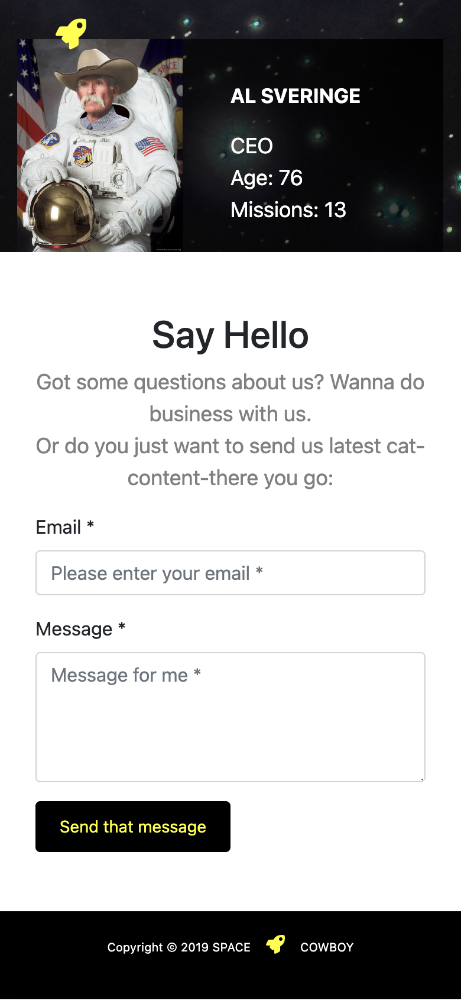 SPACE
AL SVERINGE
CEO
Age: 76
Missions: 13
Say Hello
Got some questions about us? Wanna do
business with us.
Or do you just want to send us latest cat-
content-there you go:
Email *
Please enter your email *
Message *
Message for me *
Send that message
Copyright © 2019 SPACE COWBOY